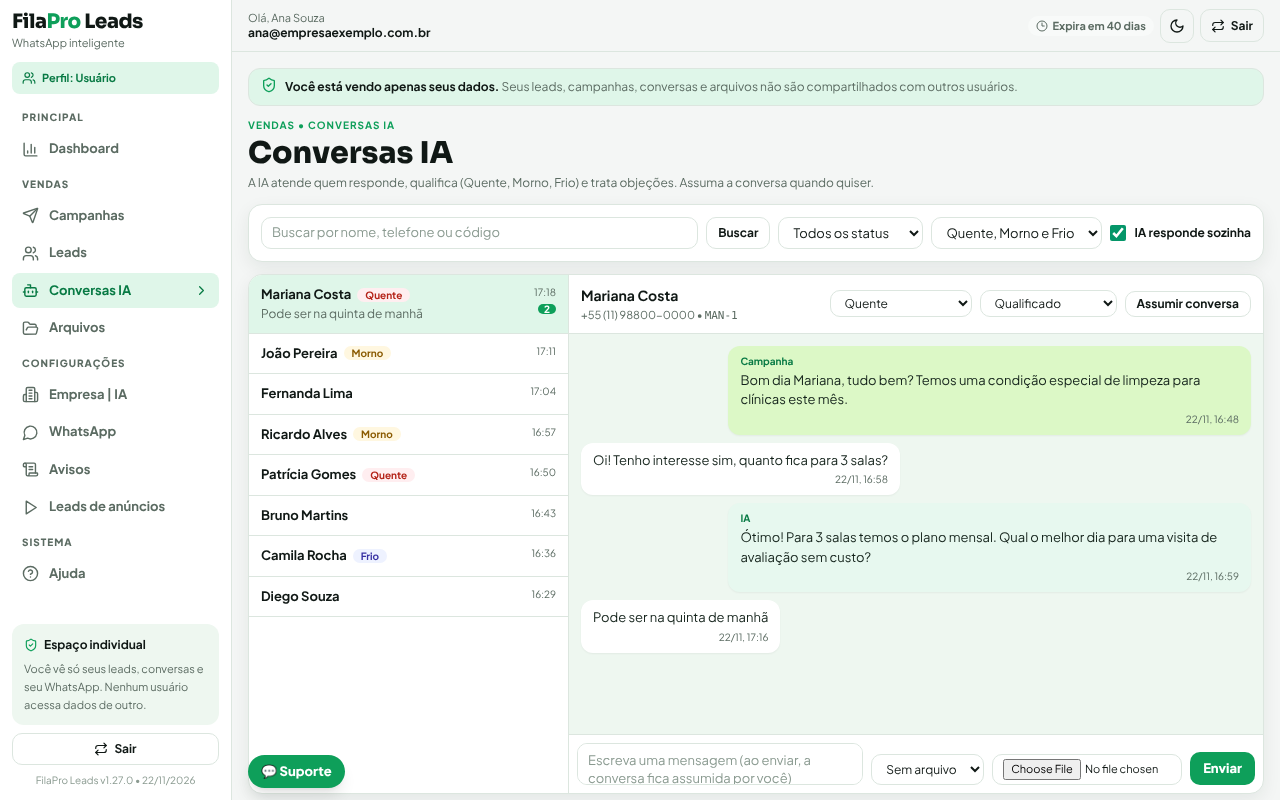 FilaPro Leads
WhatsApp inteligente
Perfil: Usuário
PRINCIPAL
Dashboard
VENDAS
Campanhas
Leads
Conversas IA
Arquivos
CONFIGURAÇÕES
Empresa | IA
WhatsApp
Avisos
Leads de anúncios
SISTEMA
Ajuda
Espaço individual
Você vê só seus leads, conversas e
seu WhatsApp. Nenhum usuário
acessa dados de outro.
Sair
FilaPro Leads v1.27.0 • 22/11/2026
Olá, Ana Souza
ana@empresaexemplo.com.br
Expira em 40 dias
Sair
Você está vendo apenas seus dados. Seus leads, campanhas, conversas e arquivos não são compartilhados com outros usuários.
VENDAS • CONVERSAS IA
Conversas IA
A IA atende quem responde, qualifica (Quente, Morno, Frio) e trata objeções. Assuma a conversa quando quiser.
Buscar por nome, telefone ou código
Buscar
Todos os status
Quente, Morno e Frio
IA responde sozinha
Mariana Costa Quente 17:18
Pode ser na quinta de manhã 2
João Pereira Morno 17:11
Fernanda Lima 17:04
Ricardo Alves Morno 16:57
Patrícia Gomes Quente 16:50
Bruno Martins 16:43
Camila Rocha Frio 16:36
Diego Souza 16:29
💬 Suporte
Mariana Costa
+55 (11) 98800-0000 • MAN-1
Quente
Qualificado
Assumir conversa
Campanha
Bom dia Mariana, tudo bem? Temos uma condição especial de limpeza para
clínicas este mês.
22/11, 16:48
Oi! Tenho interesse sim, quanto fica para 3 salas?
22/11, 16:58
IA
Ótimo! Para 3 salas temos o plano mensal. Qual o melhor dia para uma visita de
avaliação sem custo?
22/11, 16:59
Pode ser na quinta de manhã
22/11, 17:16
Escreva uma mensagem (ao enviar, a
conversa fica assumida por você)
Sem arquivo
Choose File No file chosen
Enviar